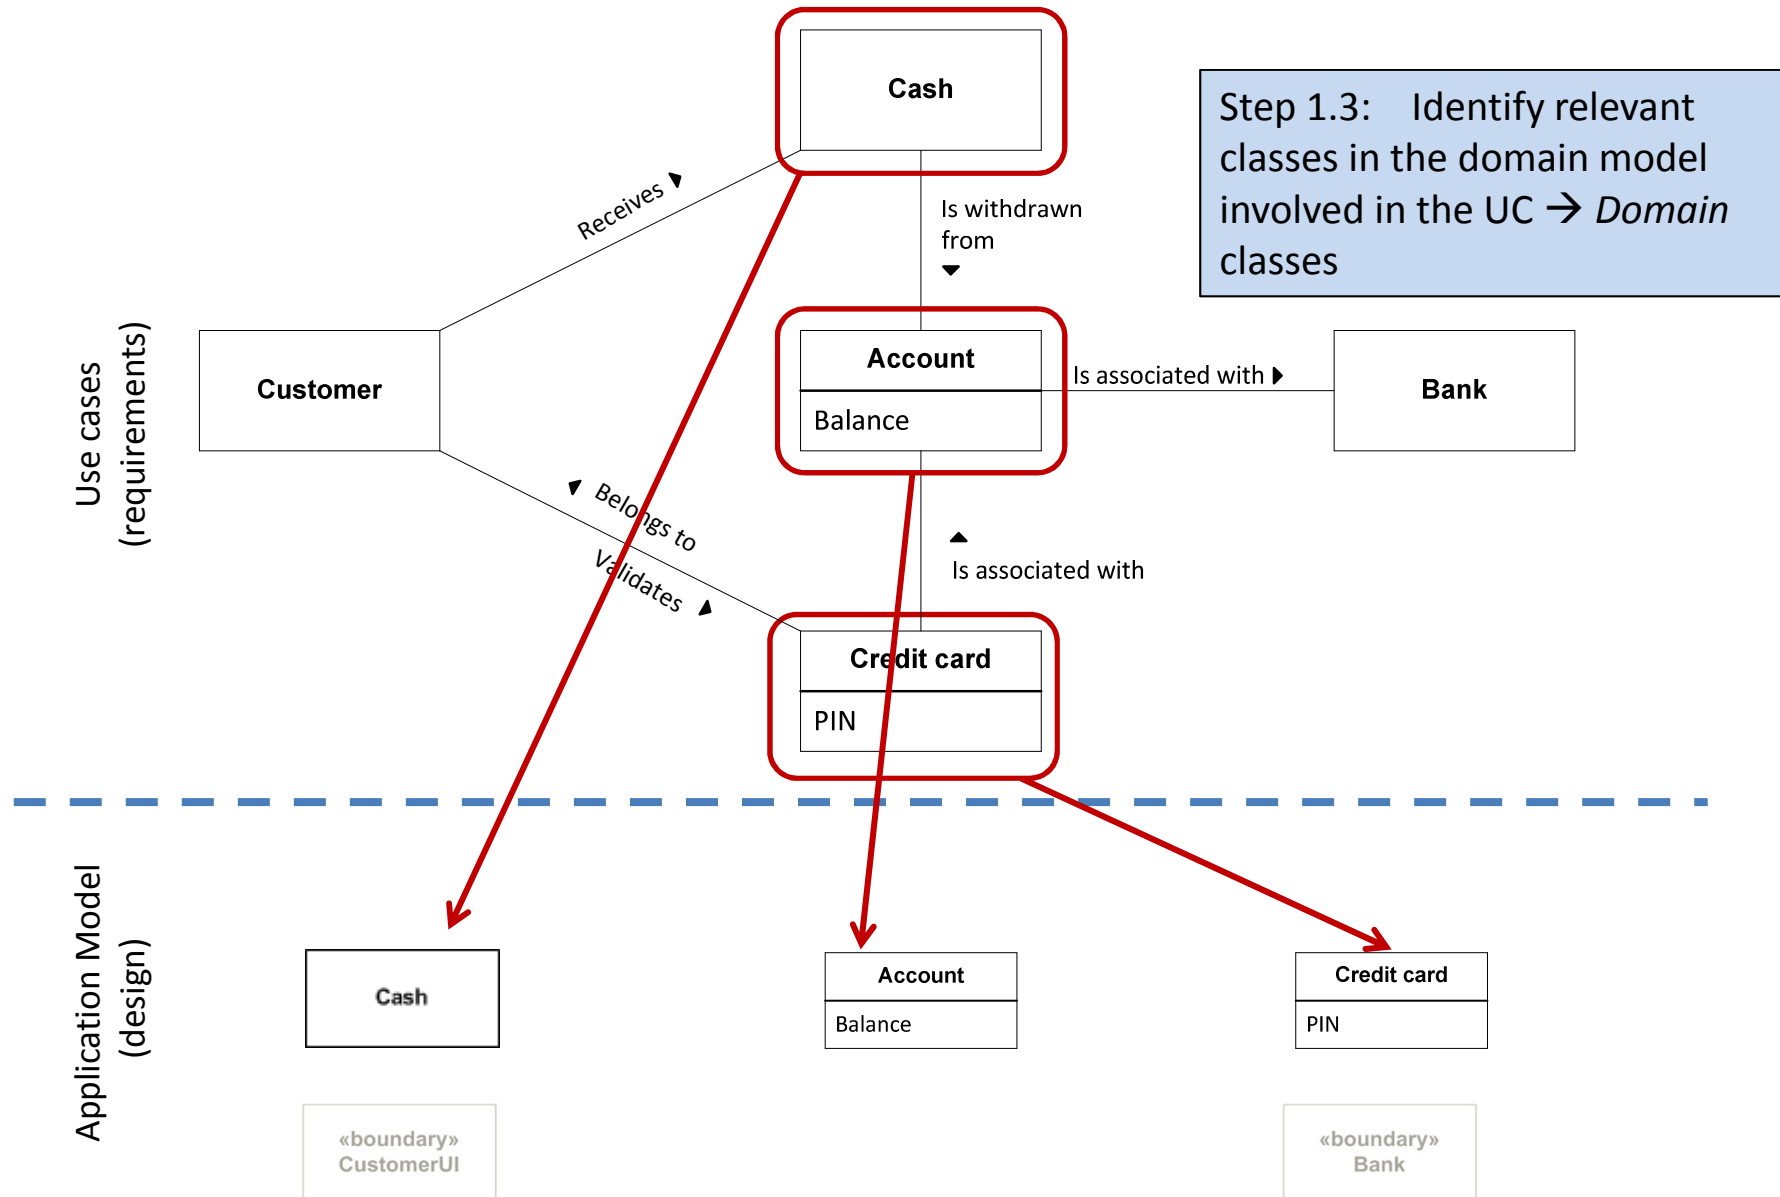 Cash
Step 1.3: Identify relevant
classes in the domain model
involved in the UC → Domain
classes
Receives ▶
Is withdrawn
from
▼
Use cases
(requirements)
Customer
Account
Balance
Is associated with ▶
Bank
◀ Belongs to
Validates ▶
▲
Is associated with
Credit card
PIN
Application Model
(design)
Cash
Account
Balance
Credit card
PIN
«boundary»
CustomerUI
«boundary»
Bank